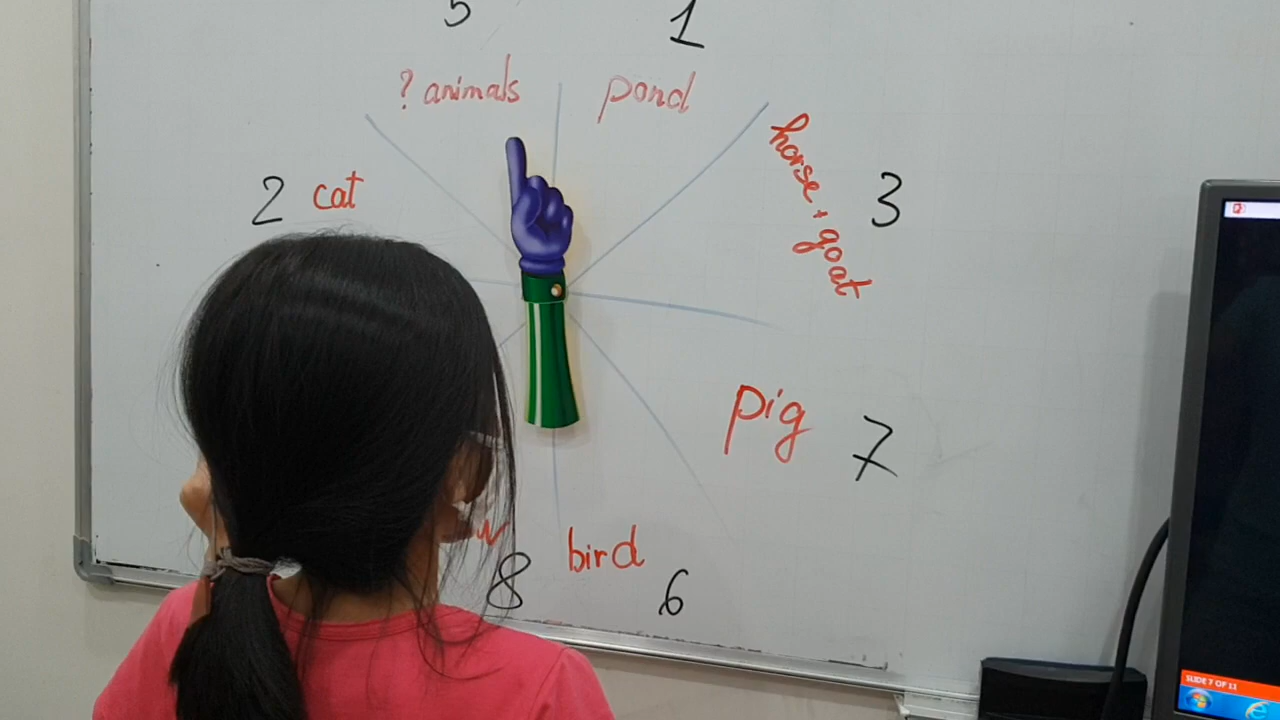 5
1
? animals
pond
horse + goat
3
2 cat
pig
7
bird
8
6
SLIDE 7 OF 11